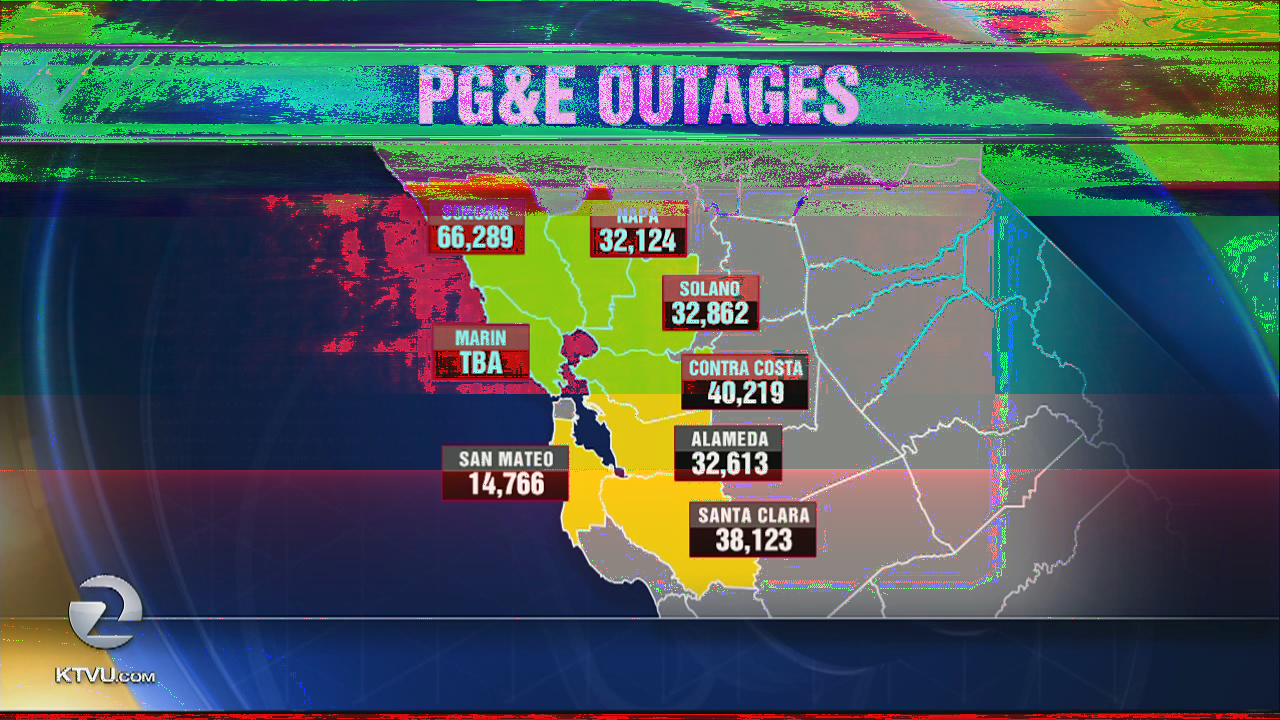 PG&E OUTAGES
SONOMA
66,289
NAPA
32,124
SOLANO
32,862
MARIN
TBA
CONTRA COSTA
40,219
ALAMEDA
32,613
SAN MATEO
14,766
SANTA CLARA
38,123
2
KTVU.COM